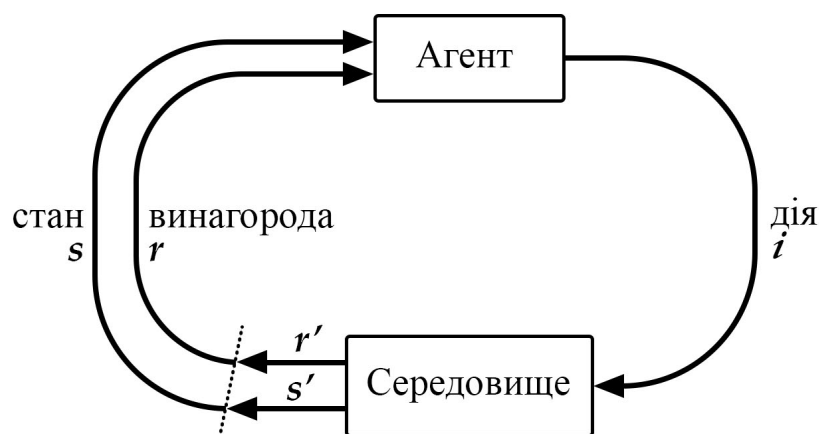 Агент
стан
s
винагорода
r
дія
i
r′
s′
Середовище